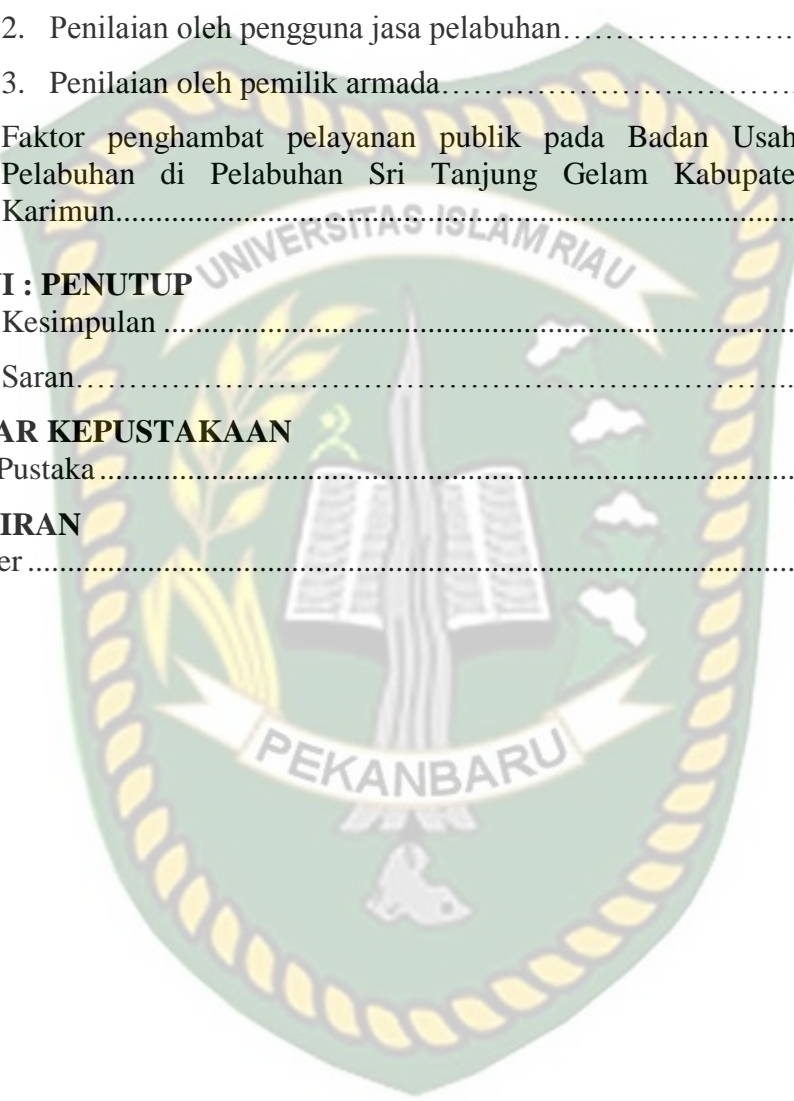 2. Penilaian oleh pengguna jasa pelabuhan…………………..
3. Penilaian oleh pemilik armada……………………………….
Faktor penghambat pelayanan publik pada Badan Usah
Pelabuhan di Pelabuhan Sri Tanjung Gelam Kabupate
Karimun.....................................................................................
UNIVERSITAS ISLAM RIAU
I : PENUTUP
Kesimpulan ...............................................................................
Saran…………………………………………………………………..
AR KEPUSTAKAAN
Pustaka .......................................................................................
IRAN
er ................................................................................................
PEKANBARU